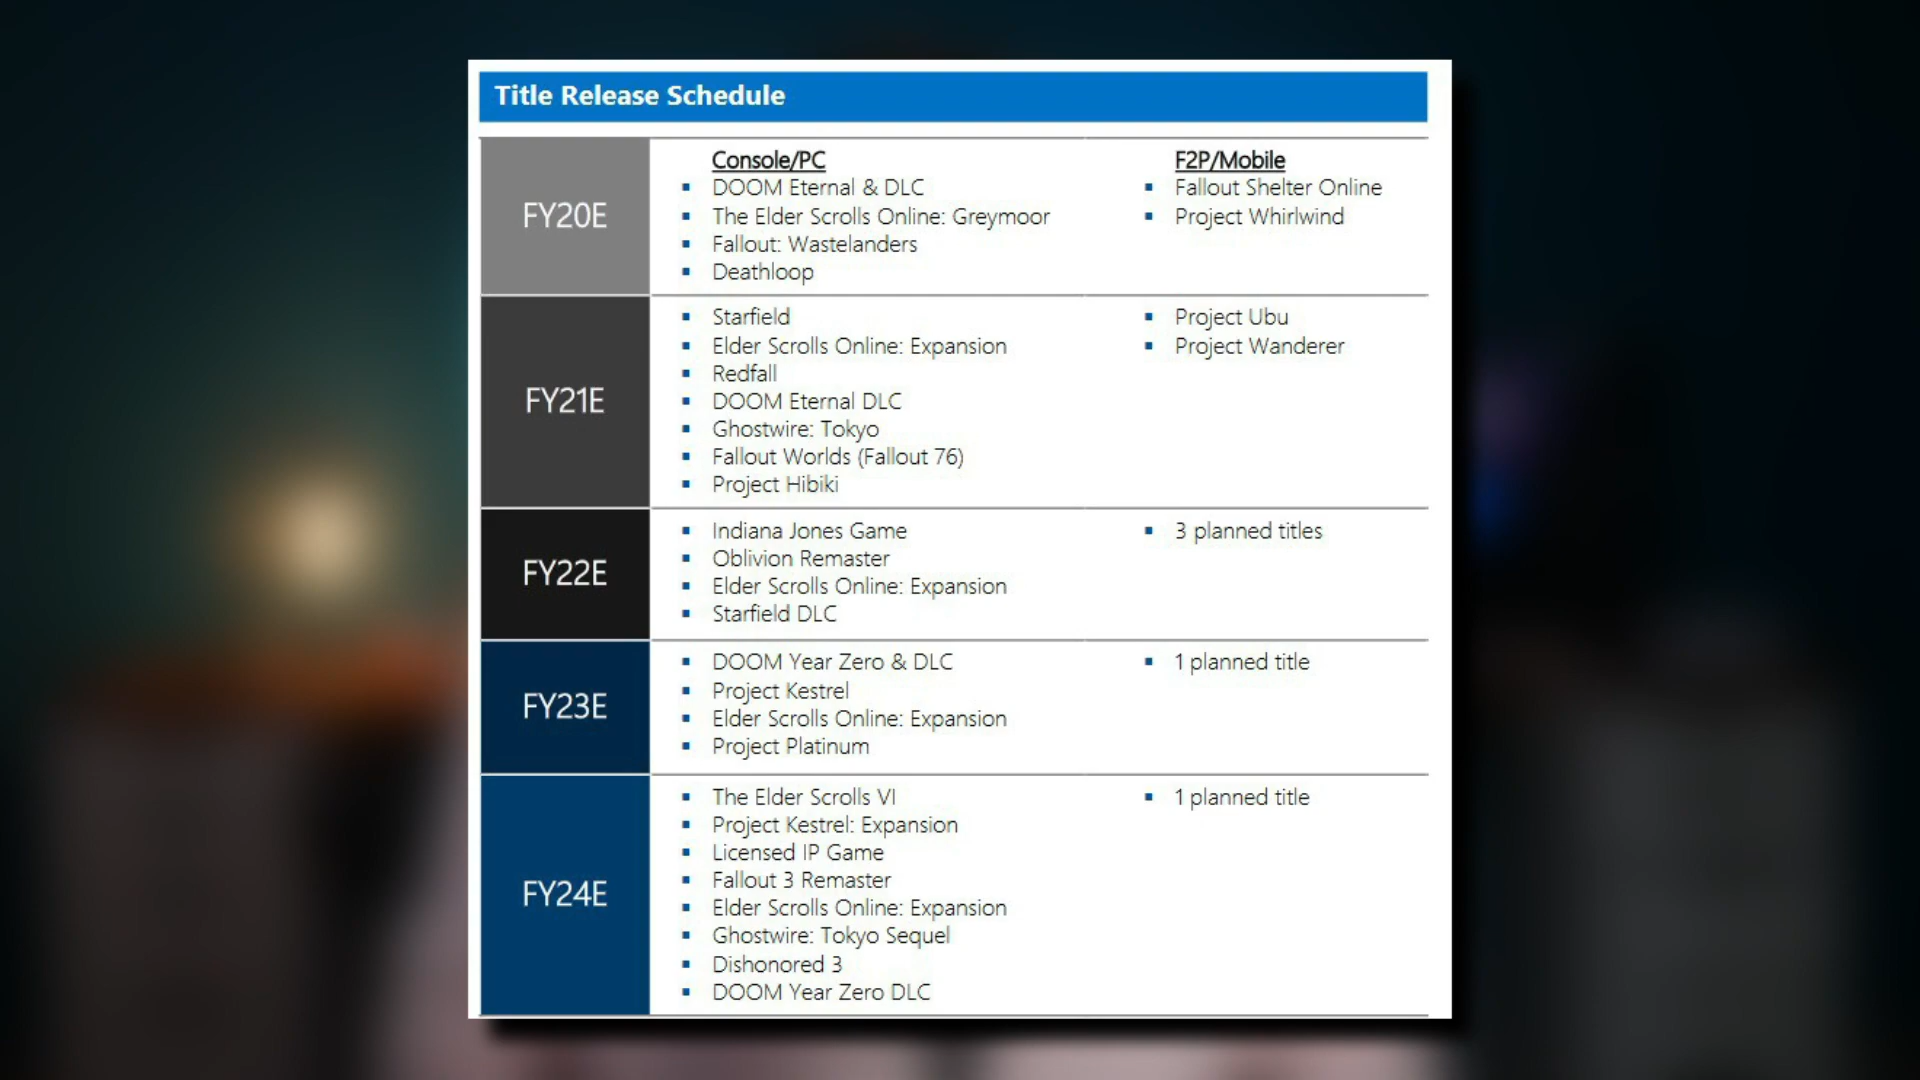 Title Release Schedule
Console/PC
F2P/Mobile
FY20E
▪ DOOM Eternal & DLC
▪ The Elder Scrolls Online: Greymoor
▪ Fallout: Wastelanders
▪ Deathloop
▪ Fallout Shelter Online
▪ Project Whirlwind
FY21E
▪ Starfield
▪ Elder Scrolls Online: Expansion
▪ Redfall
▪ DOOM Eternal DLC
▪ Ghostwire: Tokyo
▪ Fallout Worlds (Fallout 76)
▪ Project Hibiki
▪ Project Ubu
▪ Project Wanderer
FY22E
▪ Indiana Jones Game
▪ Oblivion Remaster
▪ Elder Scrolls Online: Expansion
▪ Starfield DLC
▪ 3 planned titles
FY23E
▪ DOOM Year Zero & DLC
▪ Project Kestrel
▪ Elder Scrolls Online: Expansion
▪ Project Platinum
▪ 1 planned title
FY24E
▪ The Elder Scrolls VI
▪ Project Kestrel: Expansion
▪ Licensed IP Game
▪ Fallout 3 Remaster
▪ Elder Scrolls Online: Expansion
▪ Ghostwire: Tokyo Sequel
▪ Dishonored 3
▪ DOOM Year Zero DLC
▪ 1 planned title